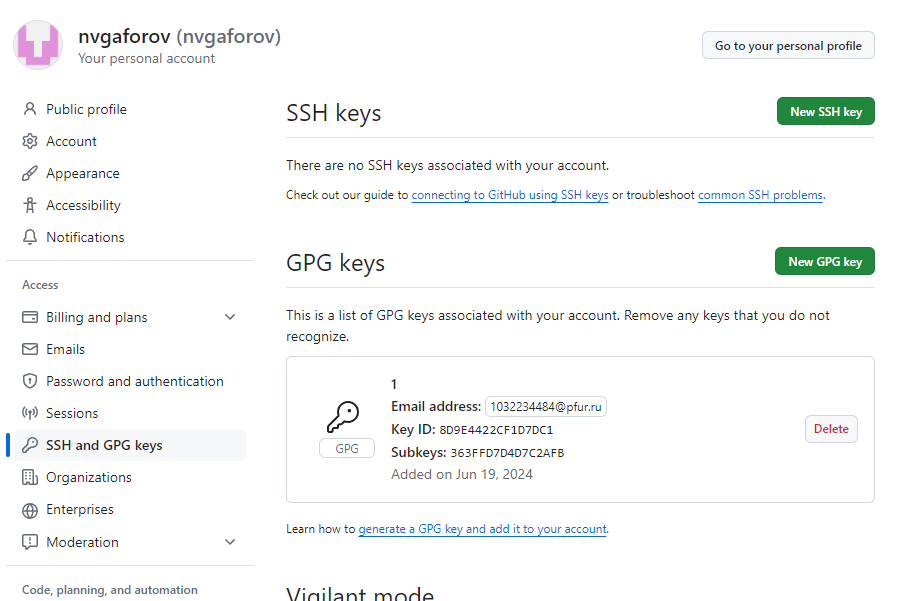 nvgaforov (nvgaforov)
Your personal account
Go to your personal profile
Public profile
Account
Appearance
Accessibility
Notifications
Access
Billing and plans
Emails
Password and authentication
Sessions
SSH and GPG keys
Organizations
Enterprises
Moderation
Code, planning, and automation
SSH keys
New SSH key
There are no SSH keys associated with your account.
Check out our guide to connecting to GitHub using SSH keys or troubleshoot common SSH problems.
GPG keys
New GPG key
This is a list of GPG keys associated with your account. Remove any keys that you do not
recognize.
GPG
1
Email address: 1032234484@pfur.ru
Key ID: 8D9E4422CF1D7DC1
Subkeys: 363FFD7D4D7C2AFB
Added on Jun 19, 2024
Delete
Learn how to generate a GPG key and add it to your account.
Vigilant mode